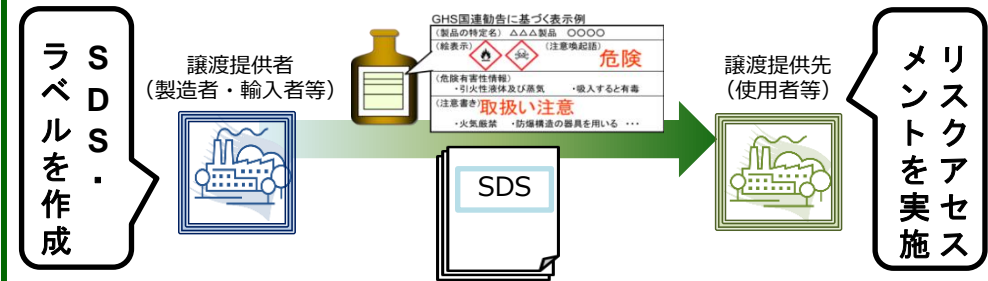 SDS・
ラベルを作成
譲渡提供者
（製造者・輸入者等）
GHS国連勧告に基づく表示例
(製品の特定名) △△△製品 ○○○○
(絵表示)
(注意喚起語)
危険
(危険有害性情報)
・引火性液体及び蒸気 ・吸入すると有毒
(注意書き)取扱い注意
・火気厳禁 ・防爆構造の器具を用いる ･･･
SDS
譲渡提供先
（使用者等）
リスクアセス
メントを実施